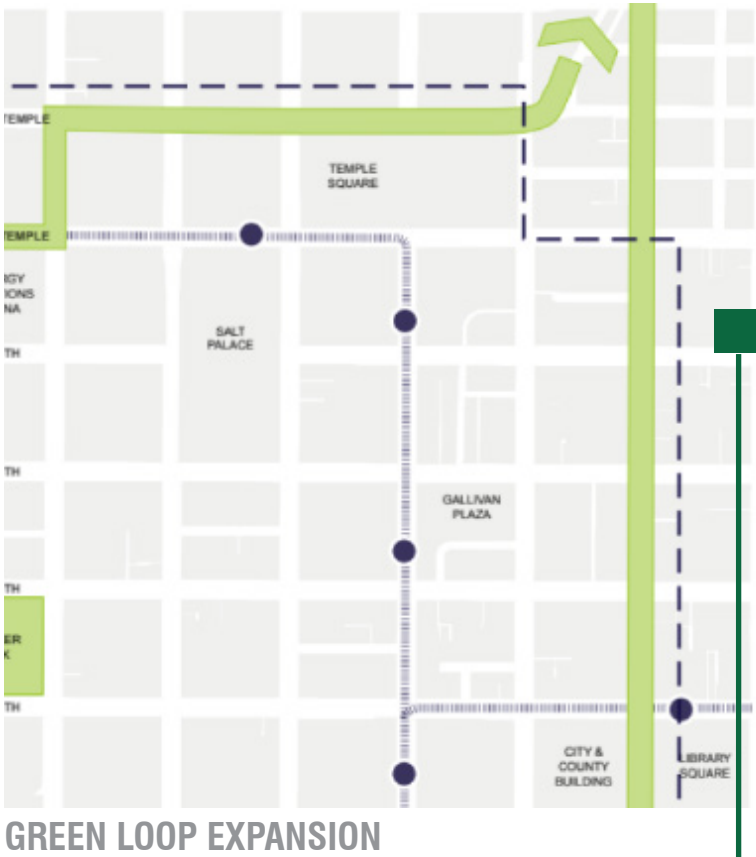 TEMPLE
TEMPLE
SQUARE
TEMPLE
SALT
PALACE
TH
TH
GALLIVAN
PLAZA
TH
TH
CITY &
COUNTY
BUILDING
LIBRARY
SQUARE
GREEN LOOP EXPANSION